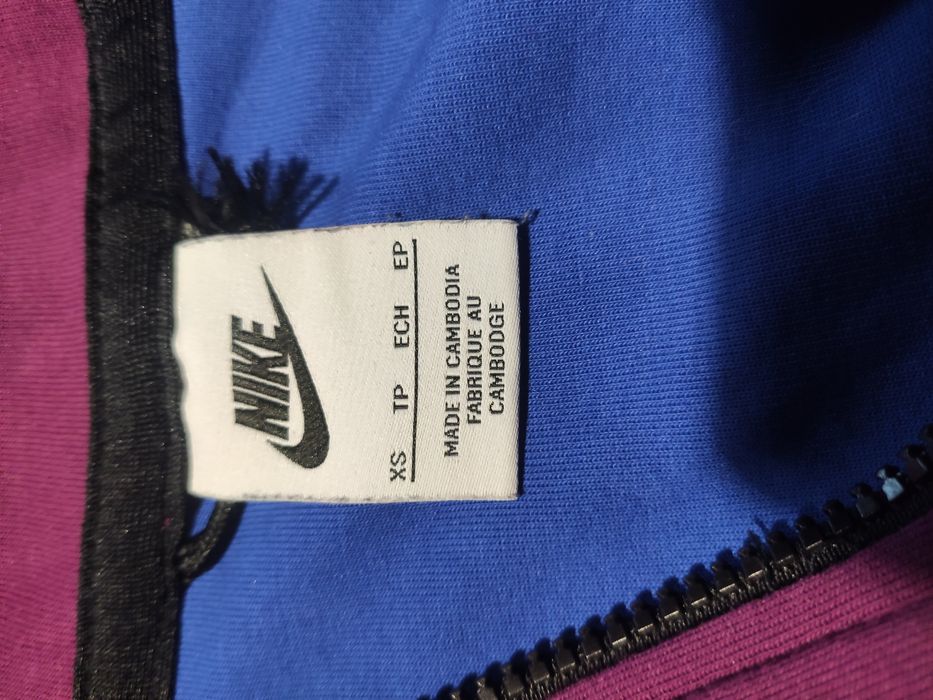 NIKE
XS TP ECH EP
MADE IN CAMBODIA
FABRIQUE AU
CAMBODGE